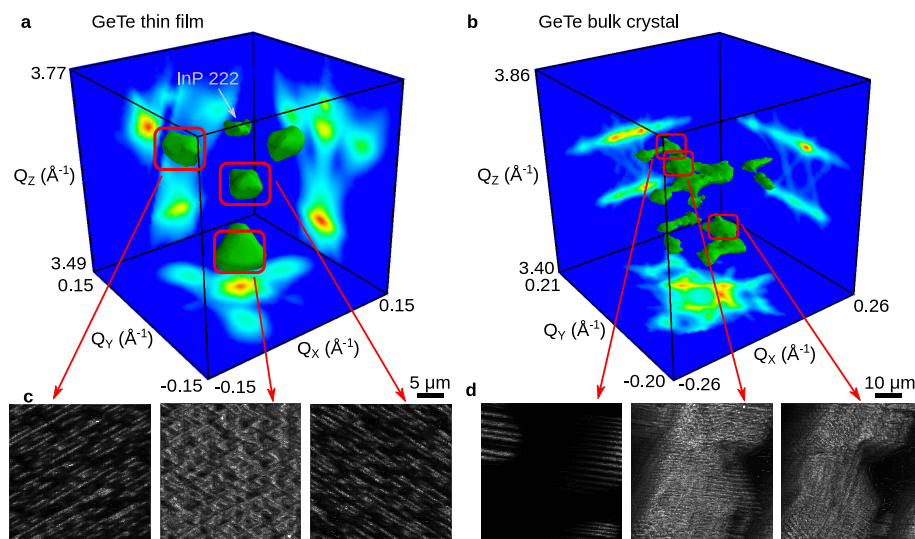 a GeTe thin film
b GeTe bulk crystal
3.77
InP 222
Q_Z (Å⁻¹)
3.49
0.15
Q_Y (Å⁻¹)
-0.15
-0.15
Q_X (Å⁻¹)
0.15
3.86
Q_Z (Å⁻¹)
3.40
0.21
Q_Y (Å⁻¹)
-0.20
-0.26
Q_X (Å⁻¹)
0.26
c
5 µm
d
10 µm